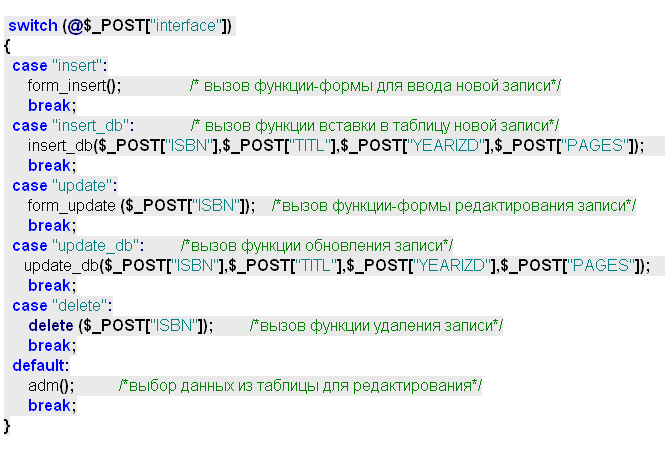 switch (@$_POST["interface"])
{
case "insert":
form_insert(); /* вызов функции-формы для ввода новой записи*/
break;
case "insert_db": /* вызов функции вставки в таблицу новой записи*/
insert_db($_POST["ISBN"],$_POST["TITL"],$_POST["YEARIZD"],$_POST["PAGES"]);
break;
case "update":
form_update ($_POST["ISBN"]); /*вызов функции-формы редактирования записи*/
break;
case "update_db": /*вызов функции обновления записи*/
update_db($_POST["ISBN"],$_POST["TITL"],$_POST["YEARIZD"],$_POST["PAGES"]);
break;
case "delete":
delete ($_POST["ISBN"]); /*вызов функции удаления записи*/
break;
default:
adm(); /*выбор данных из таблицы для редактирования*/
break;
}